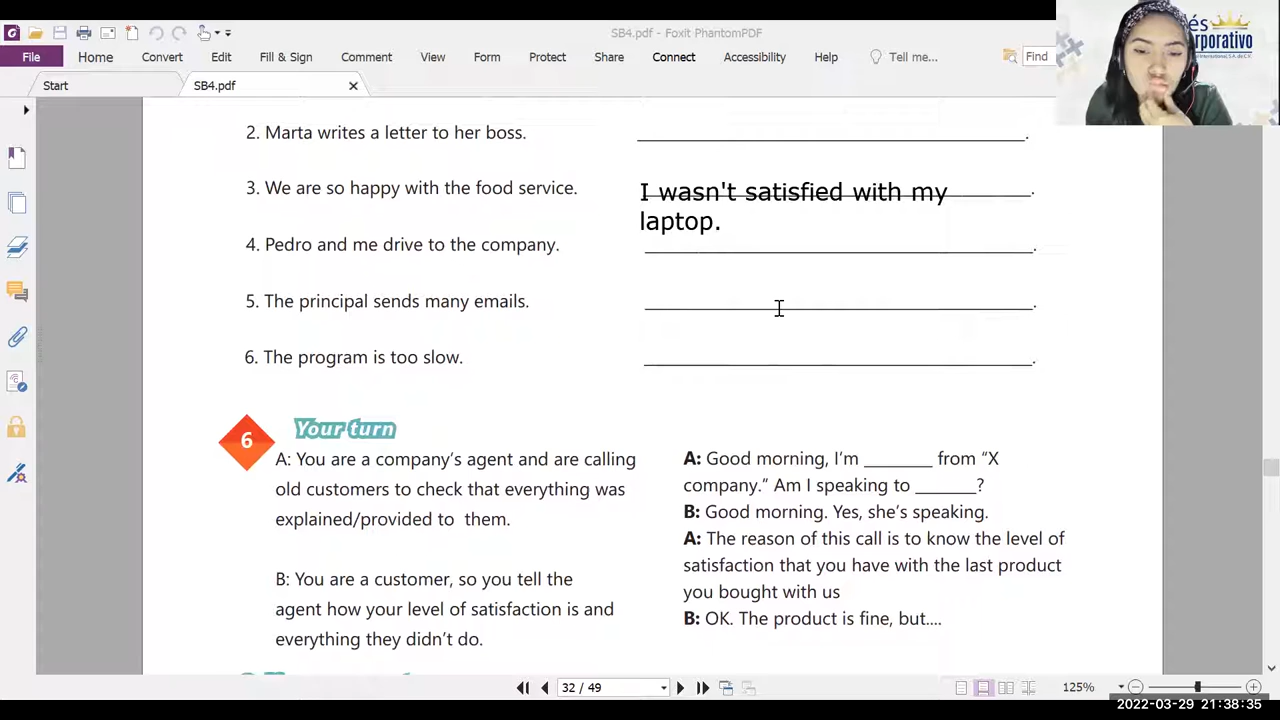 SB4.pdf - Foxit PhantomPDF
File Home Convert Edit Fill & Sign Comment View Form Protect Share Connect Accessibility Help Tell me... Find
Start SB4.pdf
és
rporativo
2. Marta writes a letter to her boss. ______.
3. We are so happy with the food service. ______.
I wasn't satisfied with my
laptop.
4. Pedro and me drive to the company. ______.
5. The principal sends many emails. ______.
6. The program is too slow. ______.
6 Your turn
A: You are a company's agent and are calling
old customers to check that everything was
explained/provided to them.
B: You are a customer, so you tell the
agent how your level of satisfaction is and
everything they didn't do.
A: Good morning, I'm ________ from “X
company.” Am I speaking to _______?
B: Good morning. Yes, she's speaking.
A: The reason of this call is to know the level of
satisfaction that you have with the last product
you bought with us
B: OK. The product is fine, but....
32 / 49
125%
2022-03-29 21:38:35